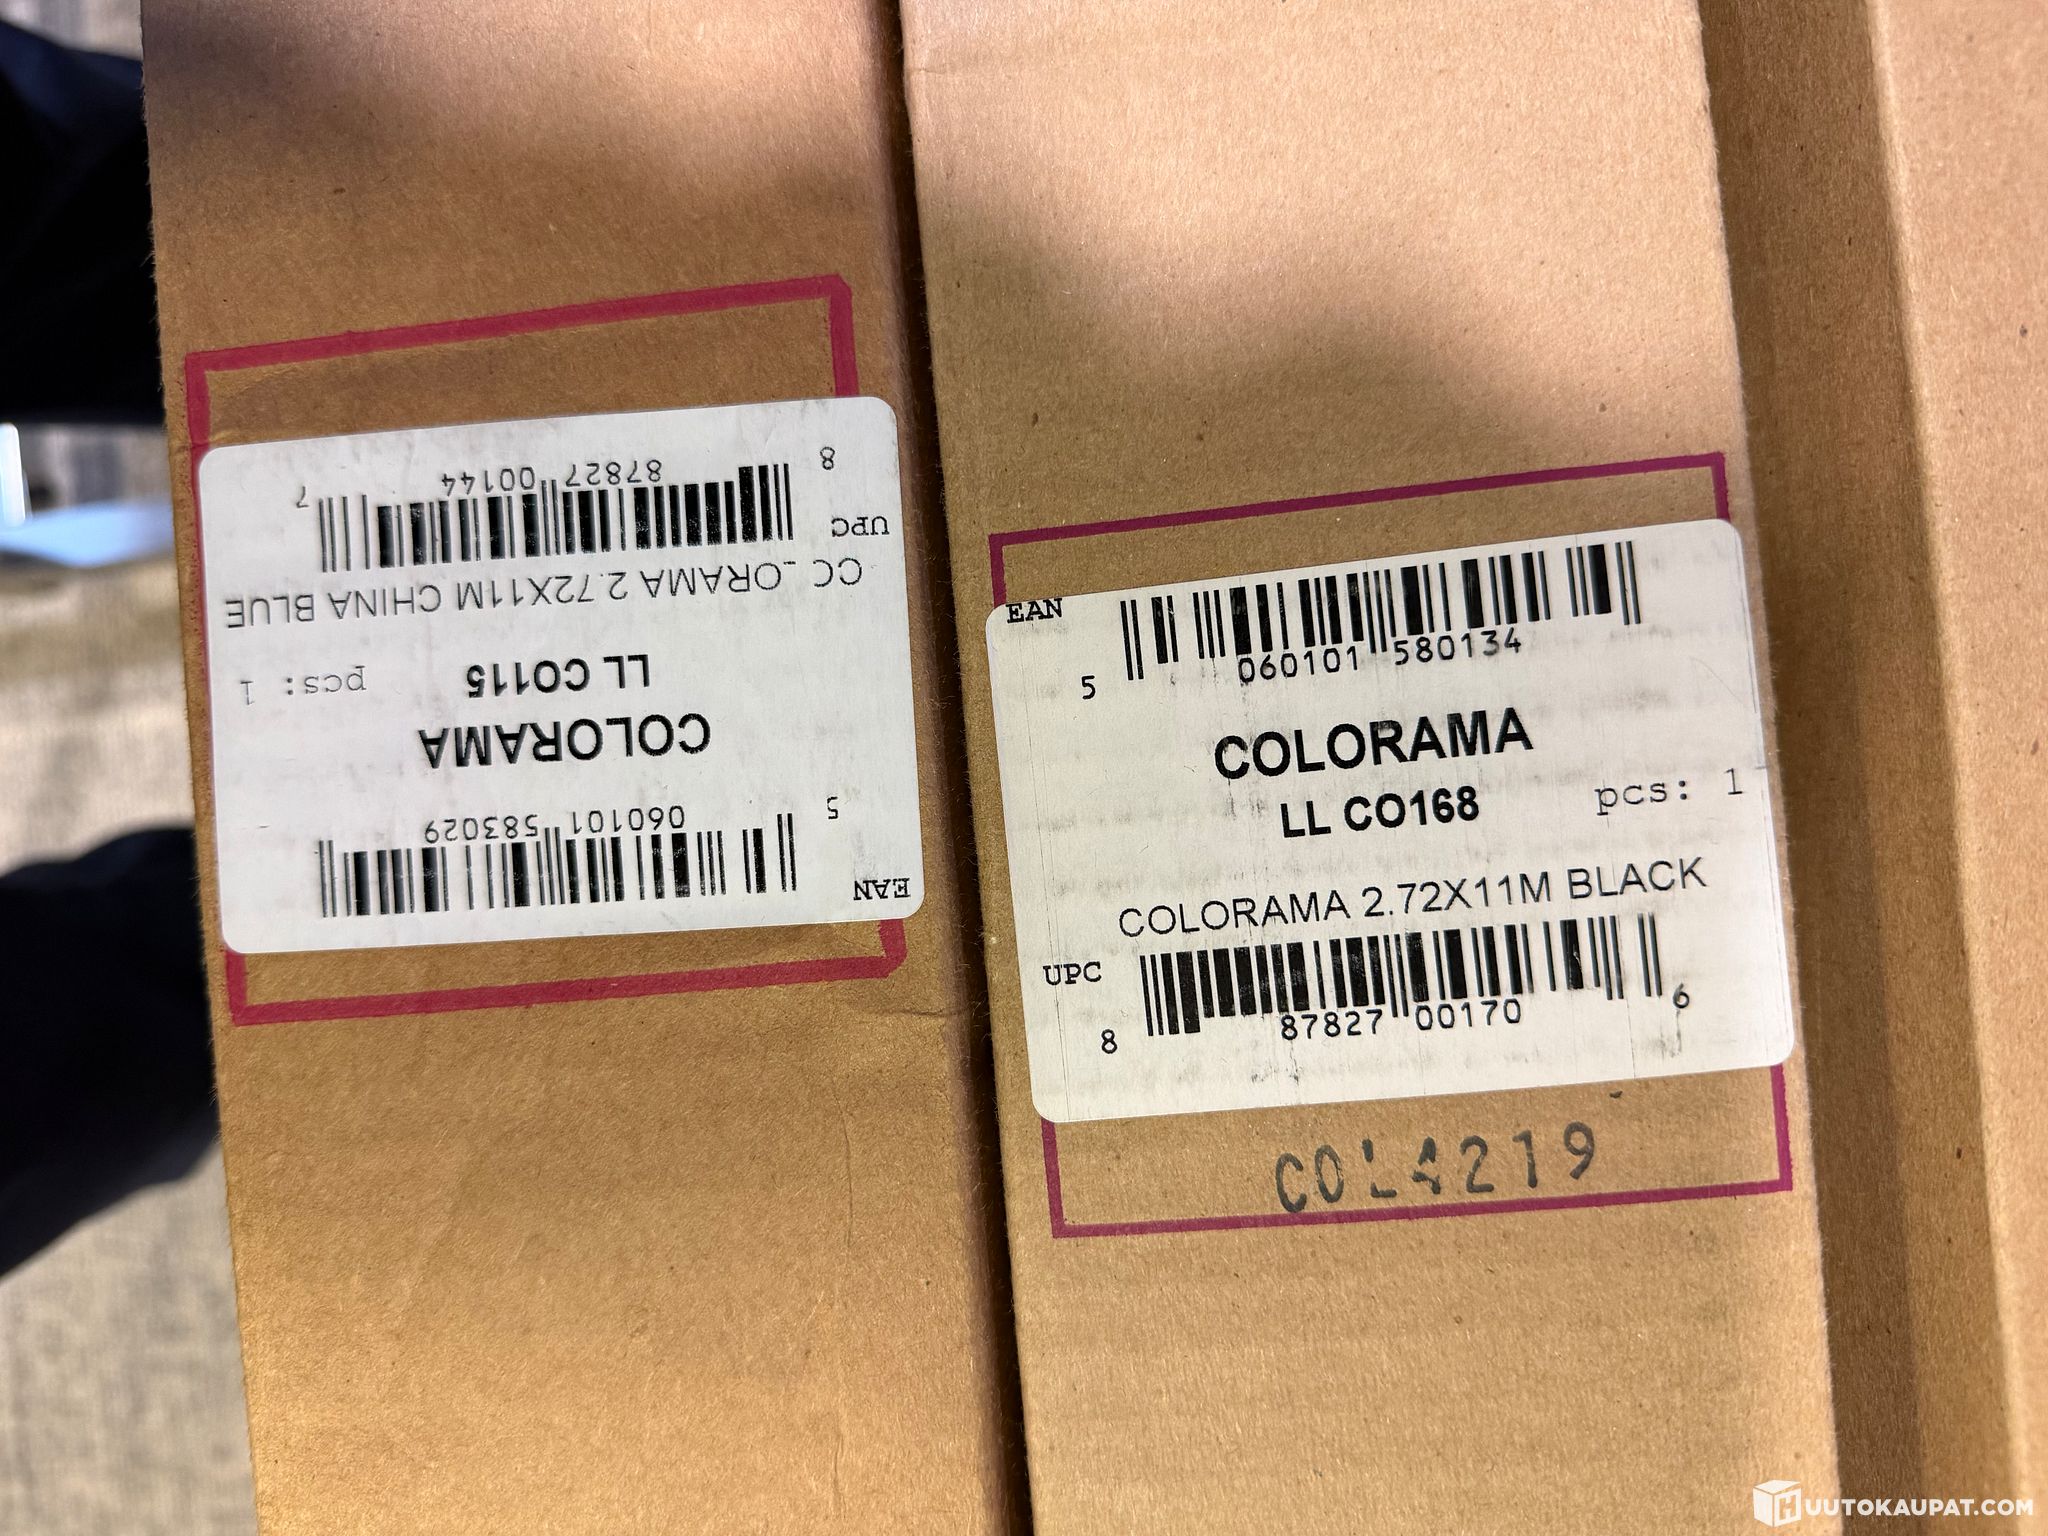 EAN
5 060101 583029
COLORAMA
LL CO115
pcs: 1
CC_ORAMA 2.72X11M CHINA BLUE
UPC
8 87827 00144 7
EAN
5 060101 580134
COLORAMA
LL CO168
pcs: 1
COLORAMA 2.72X11M BLACK
UPC
8 87827 00170 6
COL4219
HUUTOKAUPAT.COM